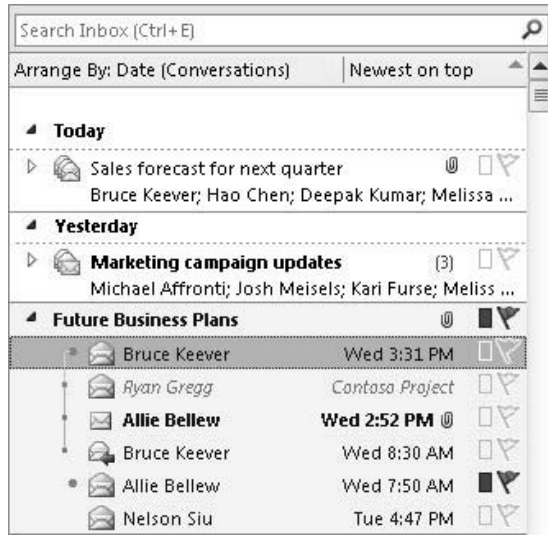 Search Inbox (Ctrl+E)
Arrange By: Date (Conversations) Newest on top
Today
Sales forecast for next quarter
Bruce Keever; Hao Chen; Deepak Kumar; Melissa ...
Yesterday
Marketing campaign updates (3)
Michael Affronti; Josh Meisels; Kari Furse; Meliss ...
Future Business Plans
Bruce Keever Wed 3:31 PM
Ryan Gregg Contoso Project
Allie Bellew Wed 2:52 PM
Bruce Keever Wed 8:30 AM
Allie Bellew Wed 7:50 AM
Nelson Siu Tue 4:47 PM